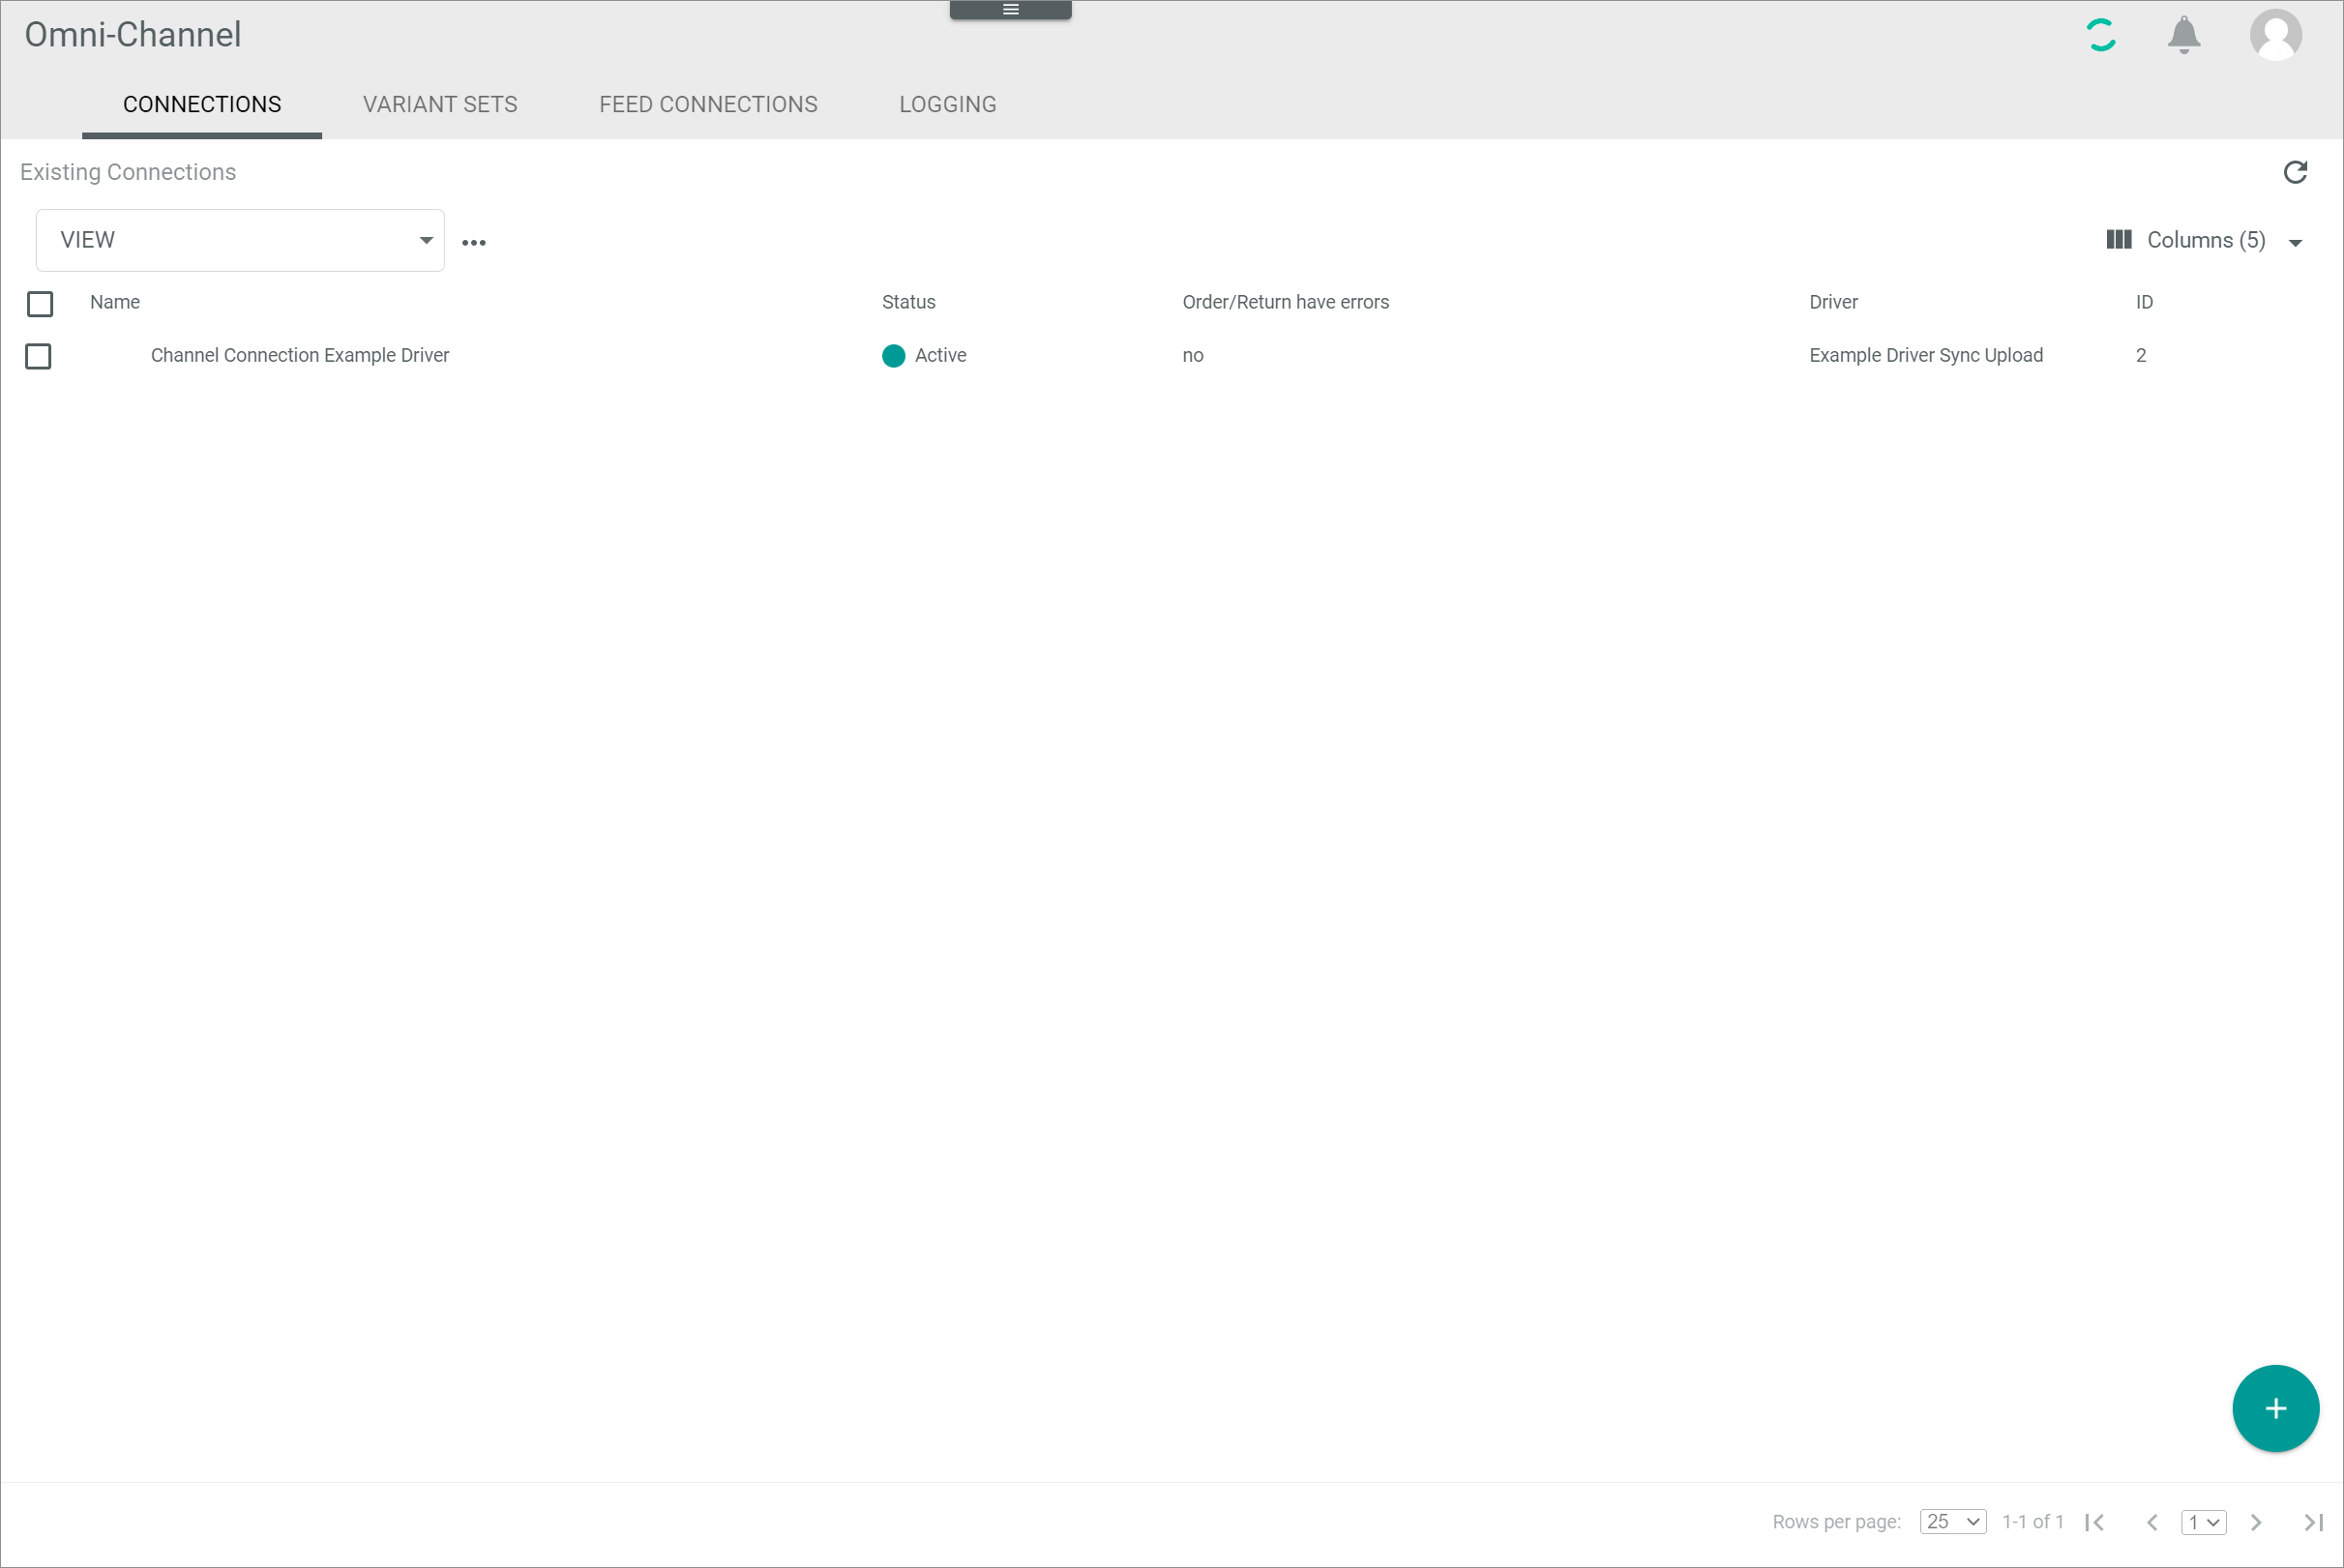 Omni-Channel
CONNECTIONS VARIANT SETS FEED CONNECTIONS LOGGING
Existing Connections
VIEW Columns (5)
Name Status Order/Return have errors Driver ID
Channel Connection Example Driver Active no Example Driver Sync Upload 2
Rows per page: 25 1-1 of 1 1